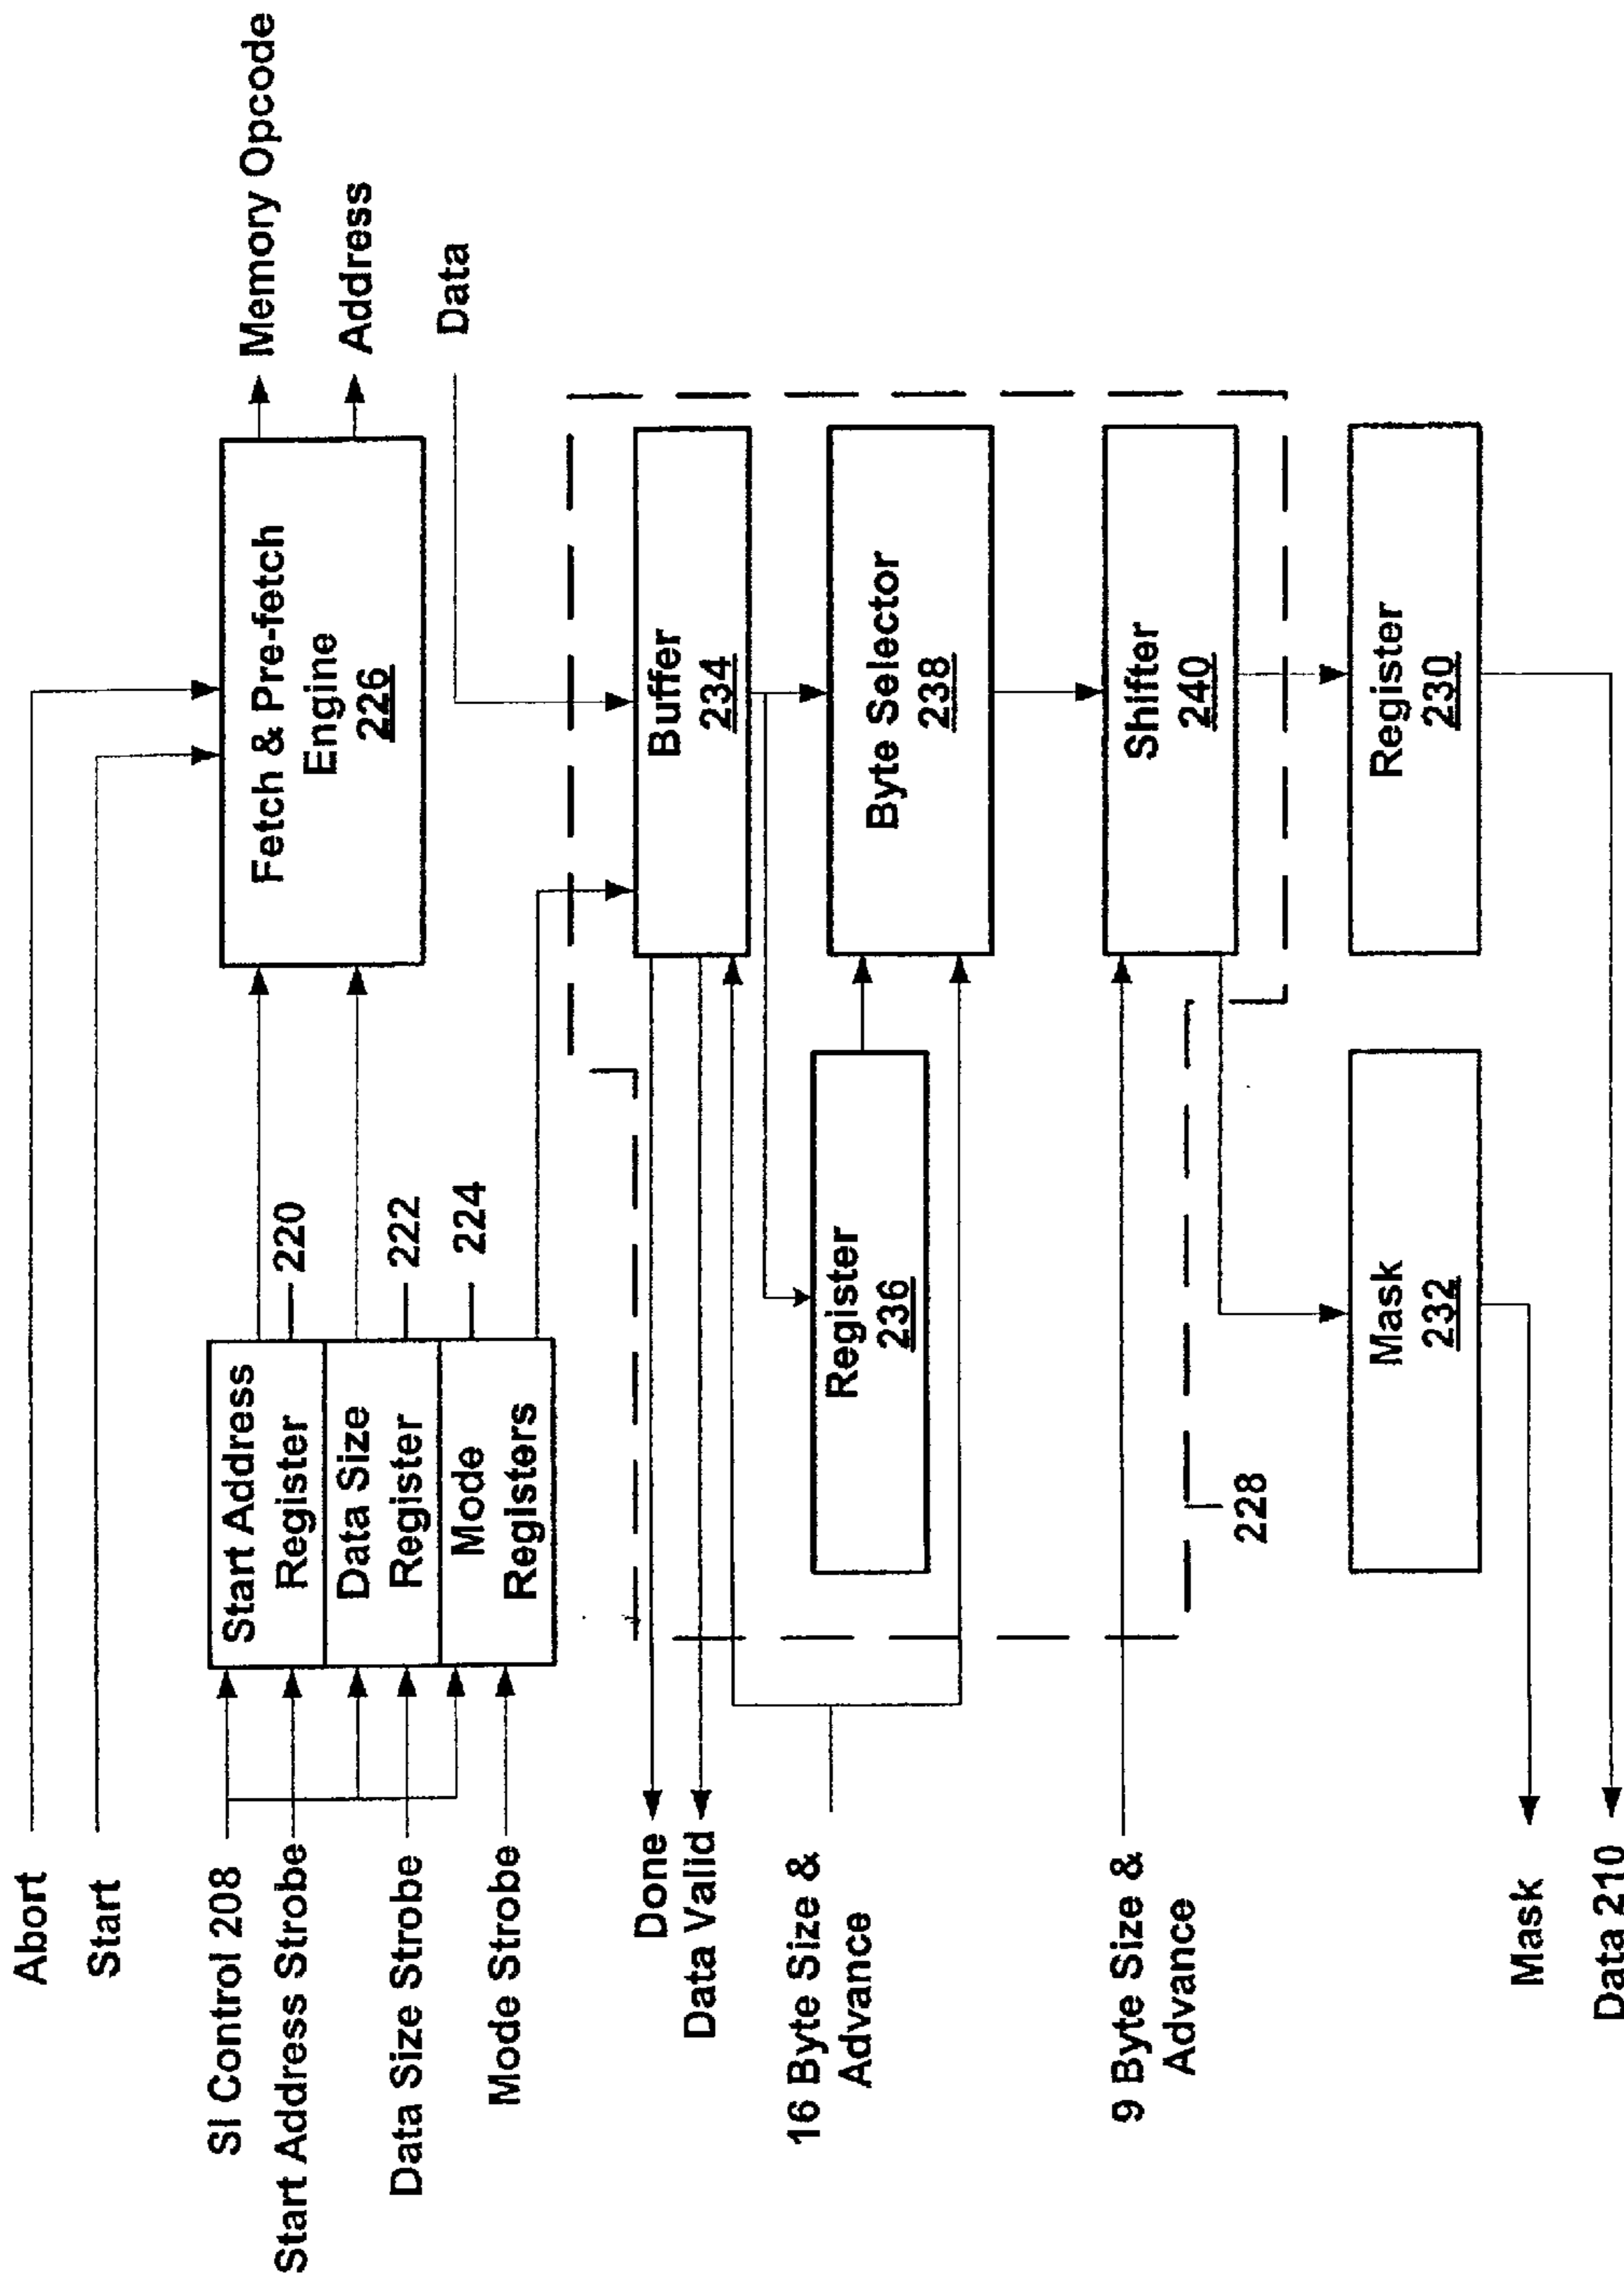 Abort
Start
SI Control 208
Start Address Strobe
Data Size Strobe
Mode Strobe
Start Address
Register
220
Data Size
Register
222
Mode
Registers
224
Fetch & Pre-fetch
Engine
226
Memory Opcode
Address
Data
Done
Data Valid
16 Byte Size &
Advance
Buffer
234
Register
236
Byte Selector
238
9 Byte Size &
Advance
228
Shifter
240
Mask
232
Register
230
Mask
Data 210